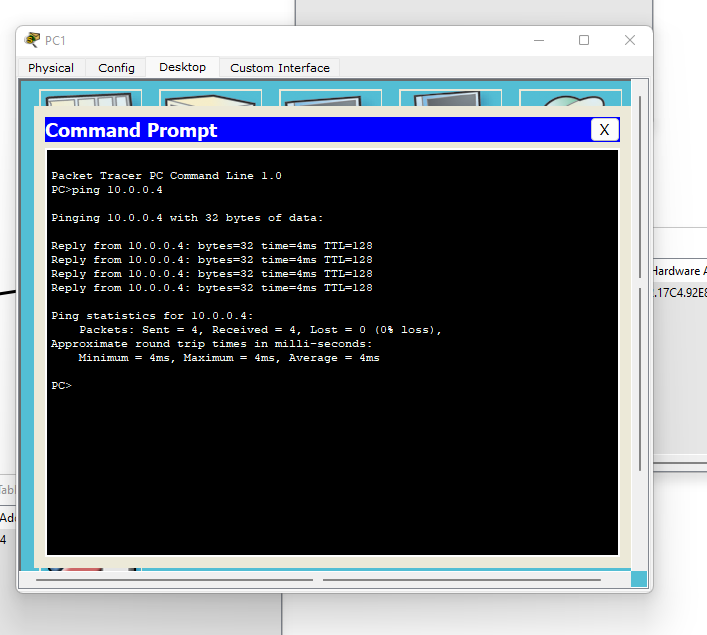 PC1
Physical Config Desktop Custom Interface
Command Prompt X
Packet Tracer PC Command Line 1.0
PC>ping 10.0.0.4
Pinging 10.0.0.4 with 32 bytes of data:
Reply from 10.0.0.4: bytes=32 time=4ms TTL=128
Reply from 10.0.0.4: bytes=32 time=4ms TTL=128
Reply from 10.0.0.4: bytes=32 time=4ms TTL=128
Reply from 10.0.0.4: bytes=32 time=4ms TTL=128
Ping statistics for 10.0.0.4:
Packets: Sent = 4, Received = 4, Lost = 0 (0% loss),
Approximate round trip times in milli-seconds:
Minimum = 4ms, Maximum = 4ms, Average = 4ms
PC>
Hardware A
.17C4.92E8
Tabl
Add
4